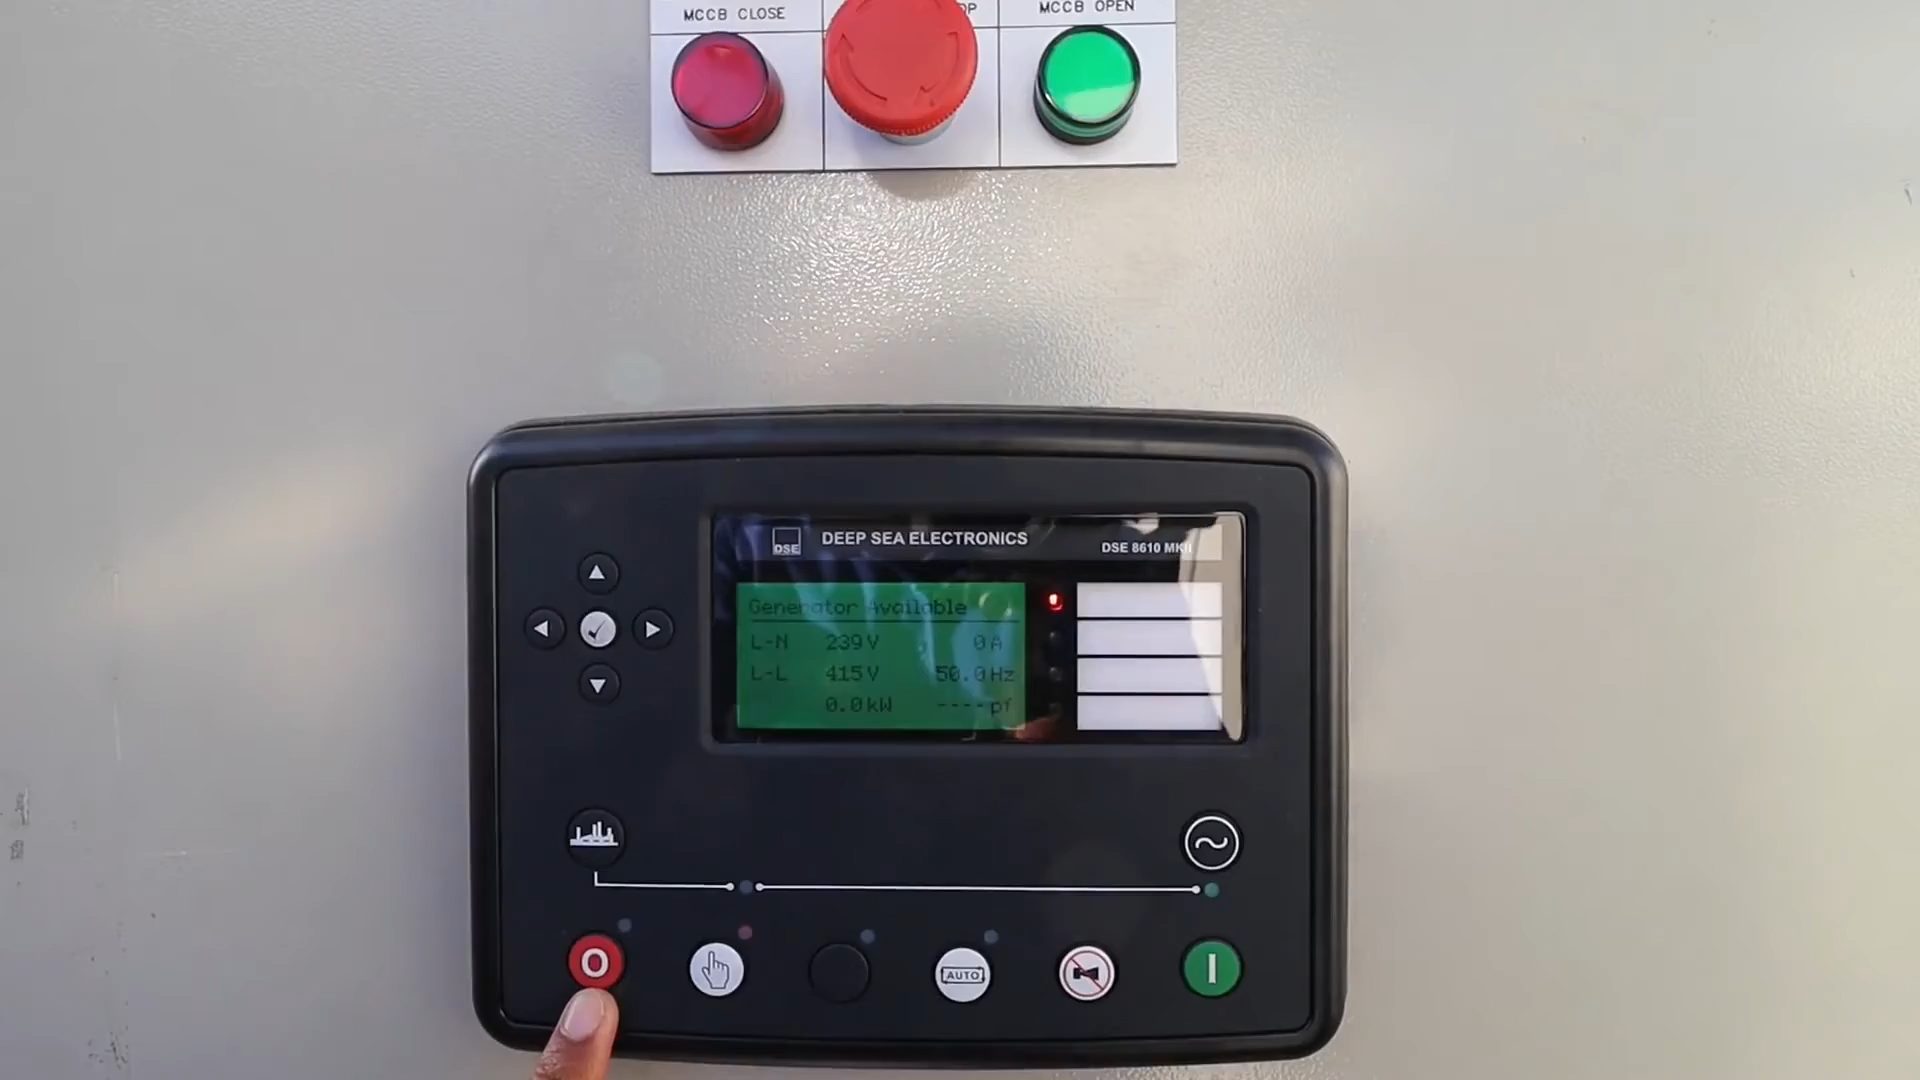 MCCB CLOSE
OP
MCCB OPEN
DSE
DEEP SEA ELECTRONICS
DSE 8610 MKII
Generator Available
L-N 239V 0A
L-L 415V 50.0Hz
0.0kW ----pf
O
AUTO
I